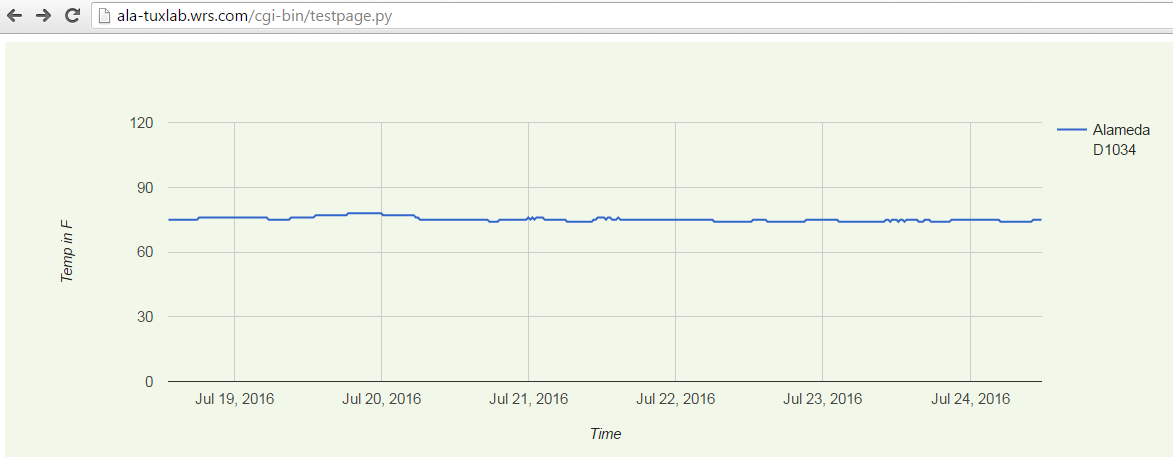 ala-tuxlab.wrs.com/cgi-bin/testpage.py
120
90
60
30
0
Temp in F
Alameda
D1034
Jul 19, 2016
Jul 20, 2016
Jul 21, 2016
Jul 22, 2016
Jul 23, 2016
Jul 24, 2016
Time